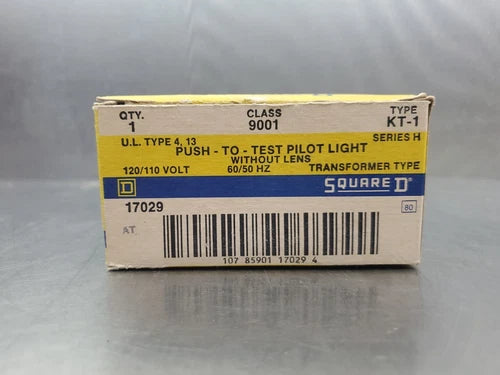 QTY. CLASS TYPE
1 9001 KT-1
U.L. TYPE 4, 13 SERIES H
PUSH - TO - TEST PILOT LIGHT
WITHOUT LENS
120/110 VOLT 60/50 HZ TRANSFORMER TYPE
D SQUARE D
17029
80
AT
107 85901 17029 4